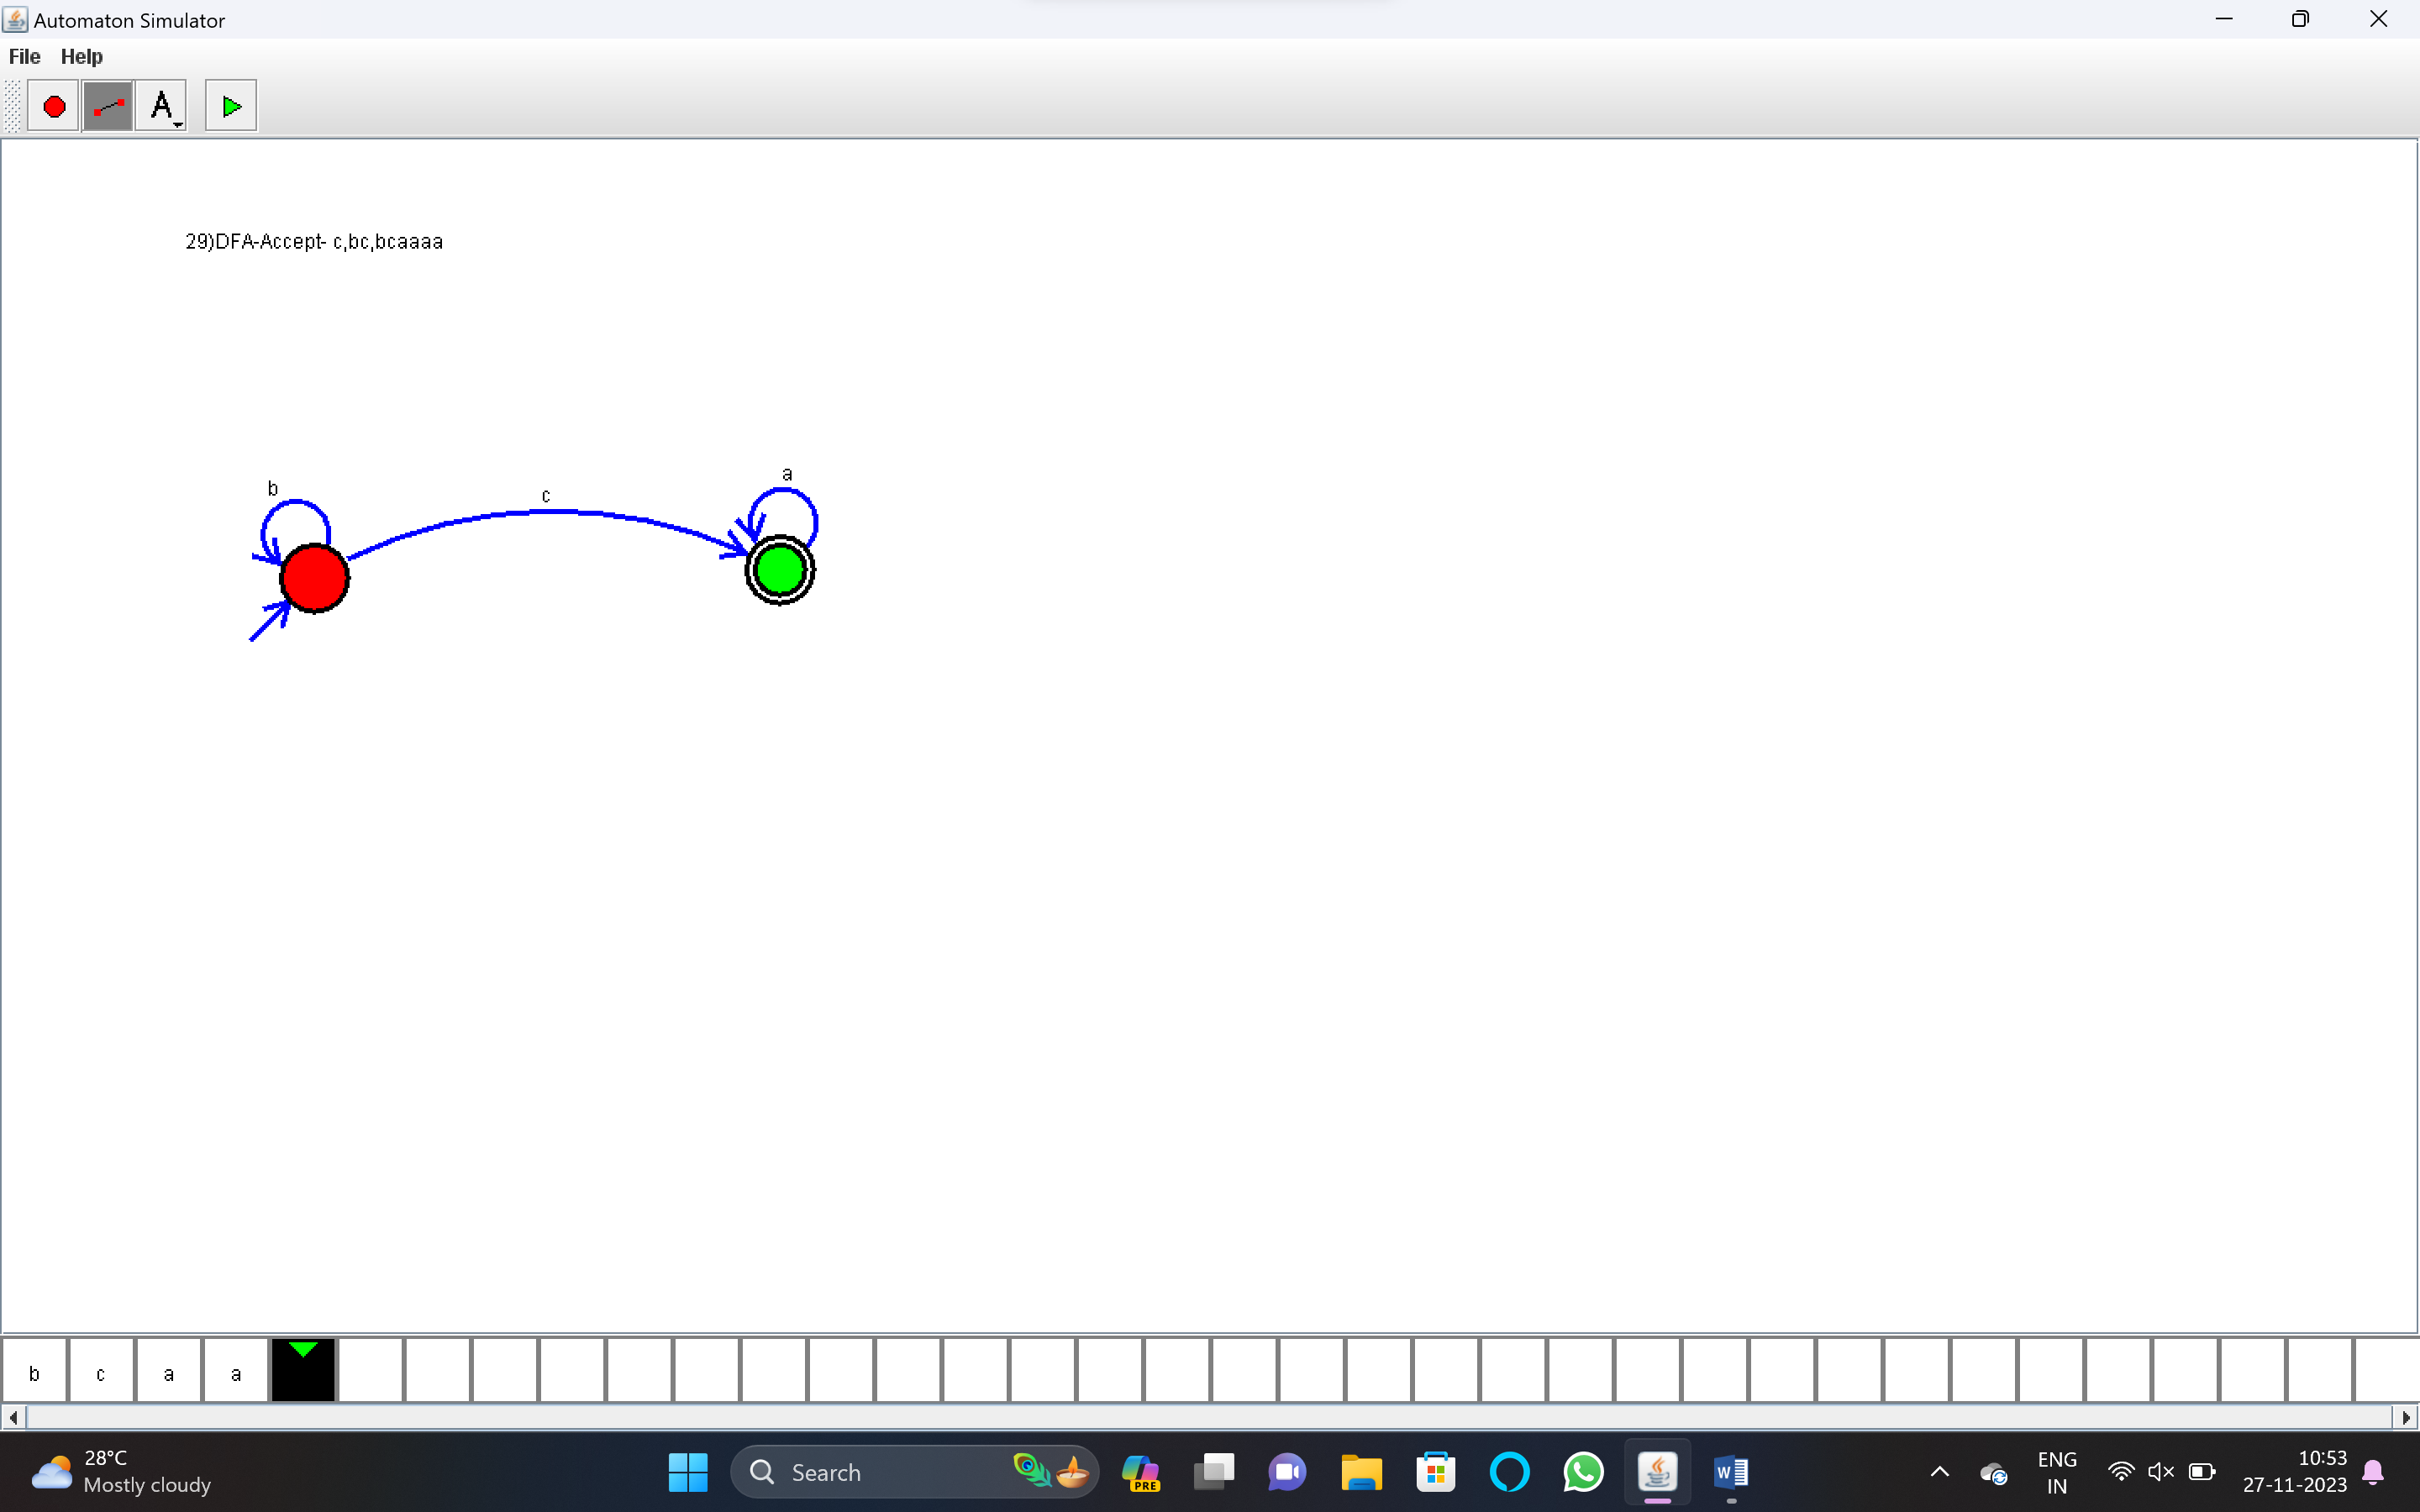 Automaton Simulator
File Help
A
29)DFA-Accept- c,bc,bcaaaa
b
c
a
b c a a
28°C
Mostly cloudy
Search
PRE
W
ENG
IN
10:53
27-11-2023